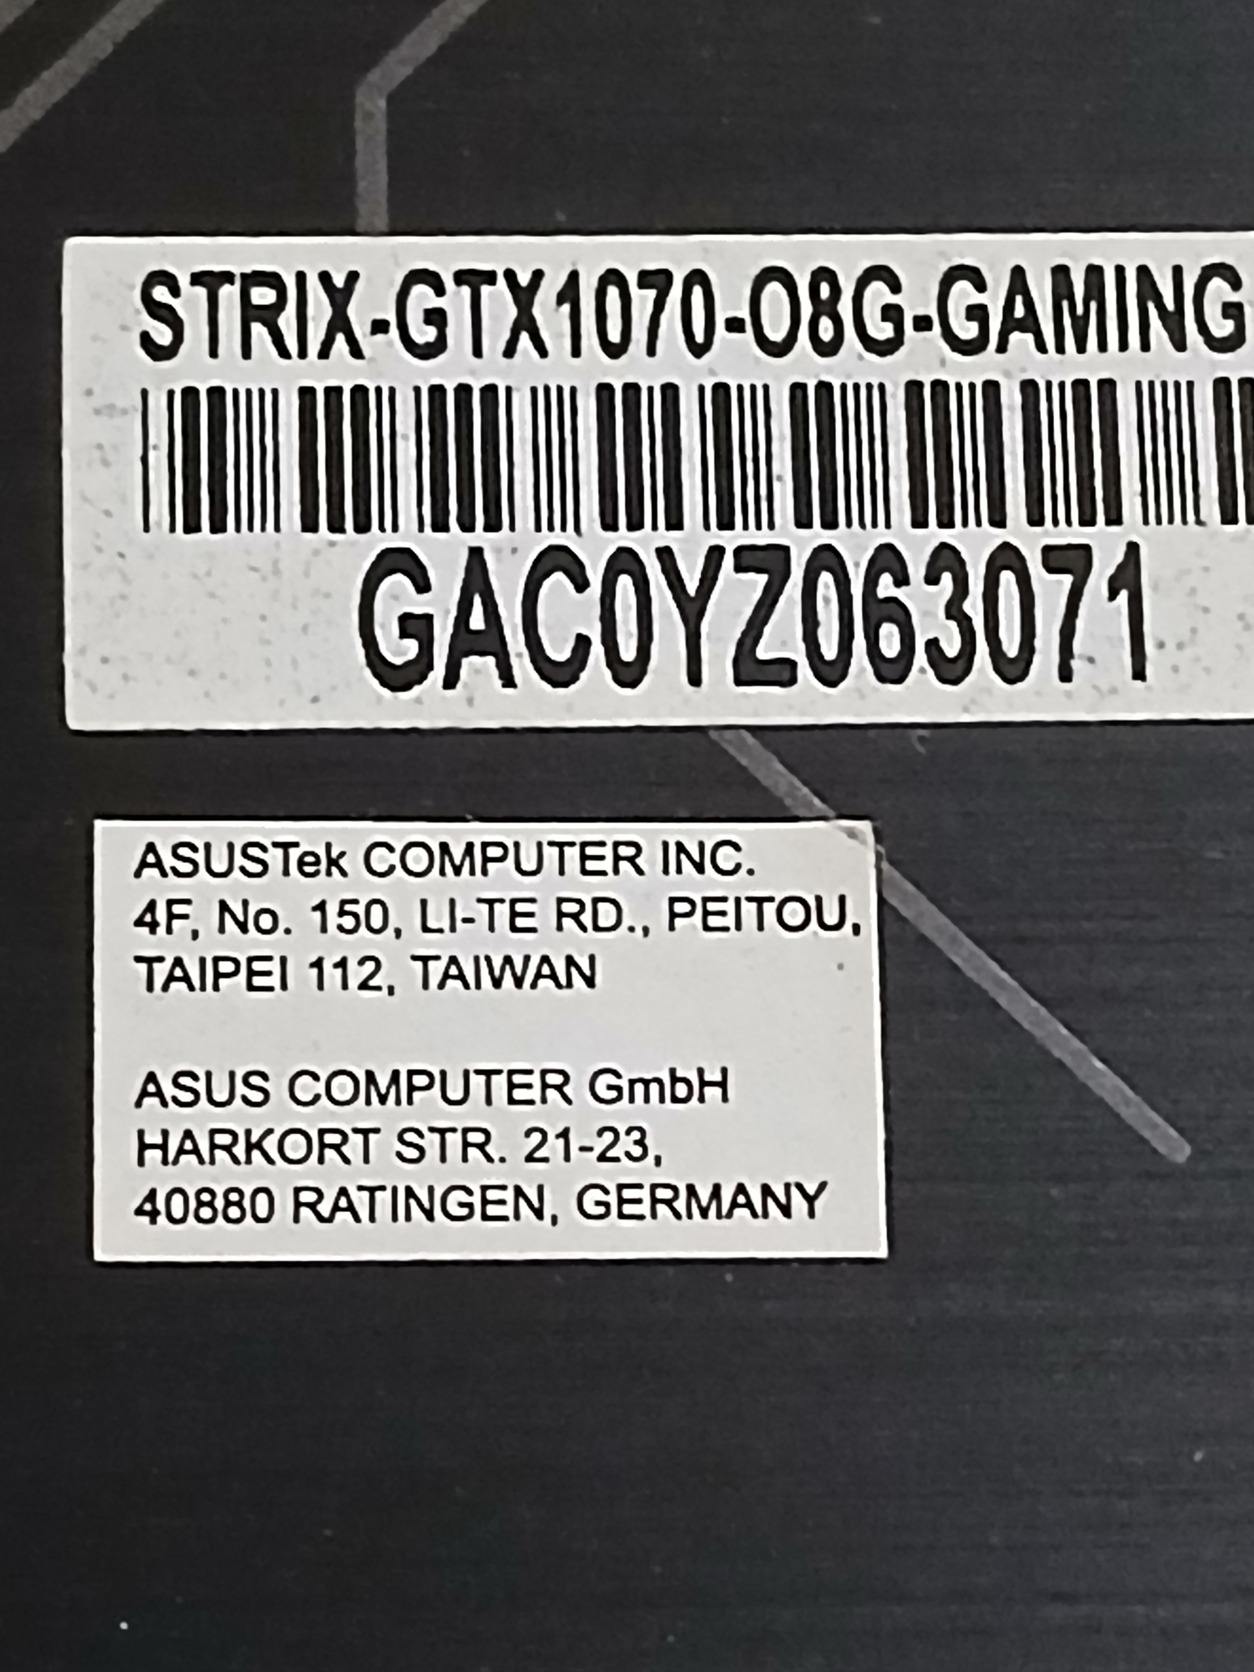 STRIX-GTX1070-O8G-GAMING
GAC0YZ063071
ASUSTek COMPUTER INC.
4F, No. 150, LI-TE RD., PEITOU,
TAIPEI 112, TAIWAN
ASUS COMPUTER GmbH
HARKORT STR. 21-23,
40880 RATINGEN, GERMANY